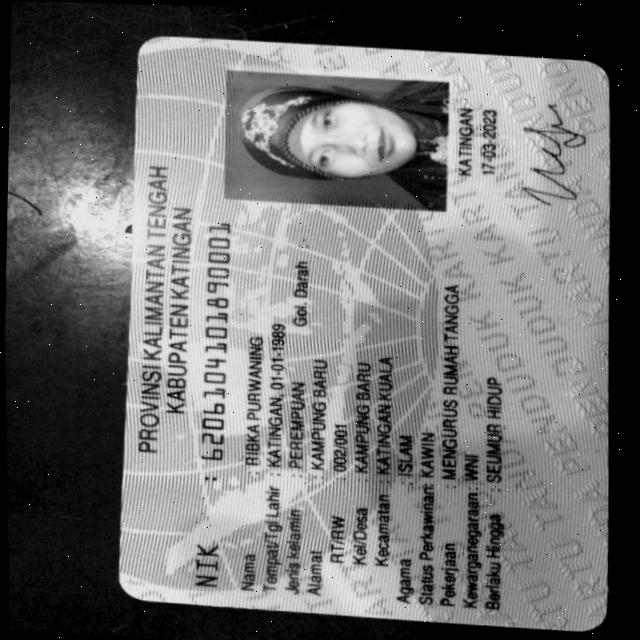 PROVINSI KALIMANTAN TENGAH
KABUPATEN KATINGAN
NIK : 6206104101890001
Nama : RIBKA PURWANING
Tempat/Tgl Lahir : KATINGAN, 01-01-1989
Jenis kelamin : PEREMPUAN Gol. Darah
Alamat : KAMPUNG BARU
RT/RW : 002/001
Kel/Desa : KAMPUNG BARU
Kecamatan : KATINGAN KUALA
Agama : ISLAM
Status Perkawinan: KAWIN
Pekerjaan : MENGURUS RUMAH TANGGA
Kewarganegaraan : WNI
Berlaku Hingga : SEUMUR HIDUP
KATINGAN
17-03-2023